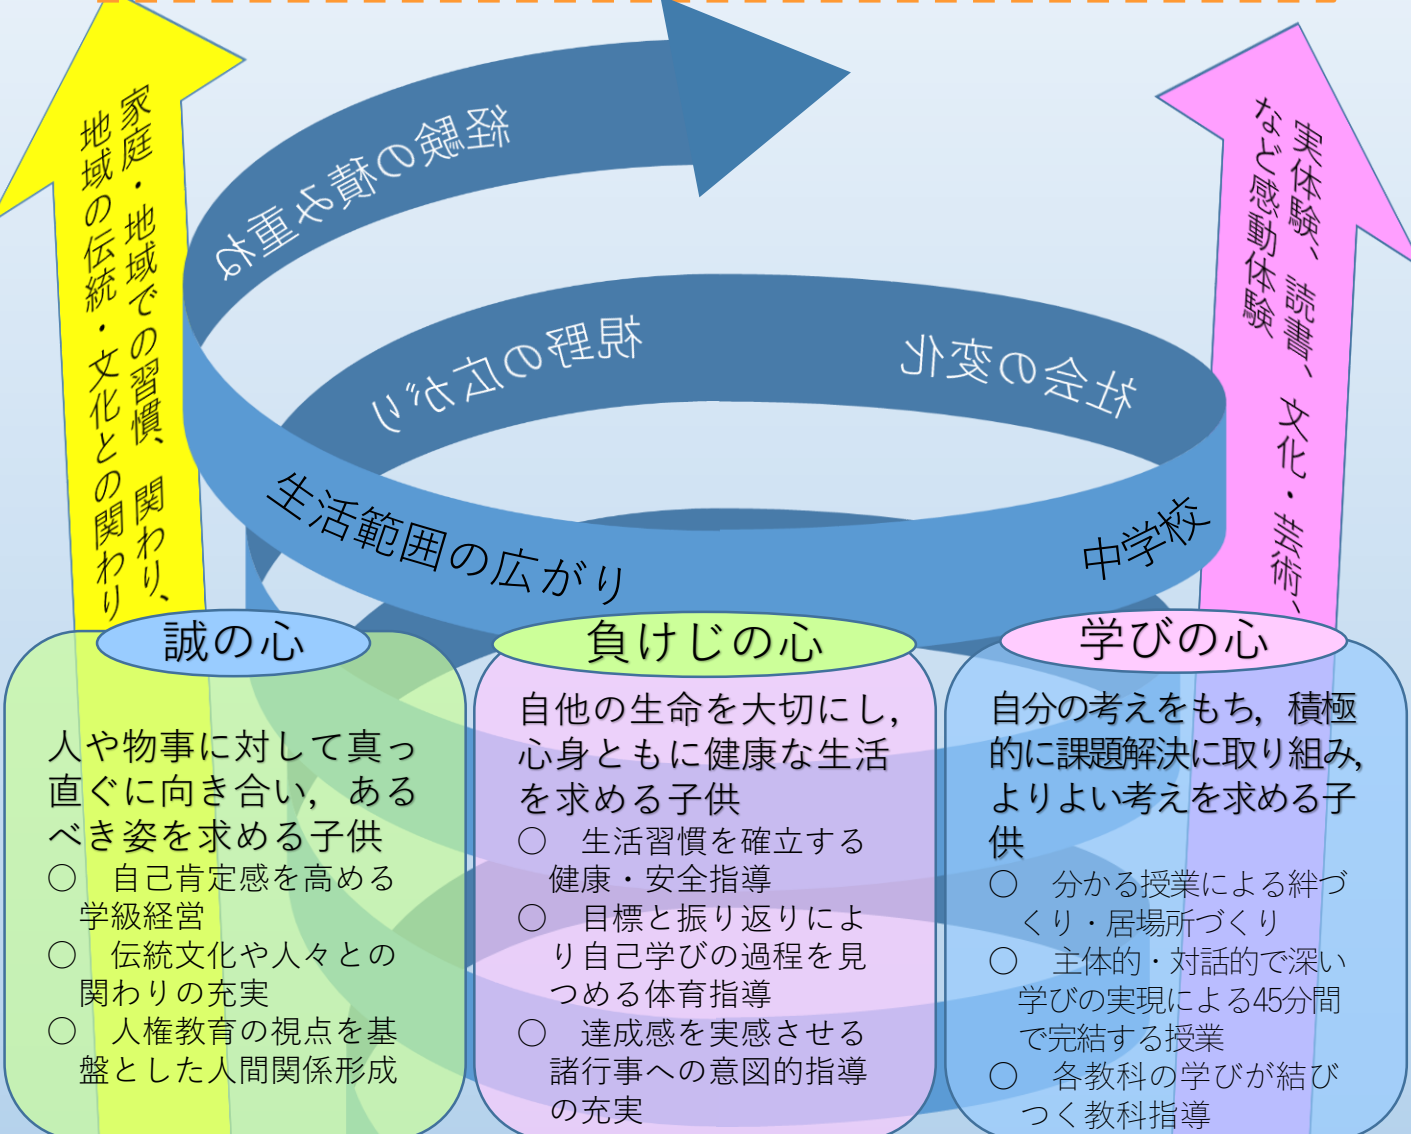 家庭・地域での習慣、関わり、
地域の伝統・文化との関わり
経験の積み重ね
視野の広がり
社会の変化
生活範囲の広がり
中学校
実体験、読書、文化・芸術、
など感動体験
誠の心
人や物事に対して真っ
直ぐに向き合い，ある
べき姿を求める子供
○　自己肯定感を高める
学級経営
○　伝統文化や人々との
関わりの充実
○　人権教育の視点を基
盤とした人間関係形成
負けじの心
自他の生命を大切にし，
心身ともに健康な生活
を求める子供
○　生活習慣を確立する
健康・安全指導
○　目標と振り返りによ
り自己学びの過程を見
つめる体育指導
○　達成感を実感させる
諸行事への意図的指導
の充実
学びの心
自分の考えをもち，積極
的に課題解決に取り組み，
よりよい考えを求める子
供
○　分かる授業による絆づ
くり・居場所づくり
○　主体的・対話的で深い
学びの実現による45分間
で完結する授業
○　各教科の学びが結び
つく教科指導